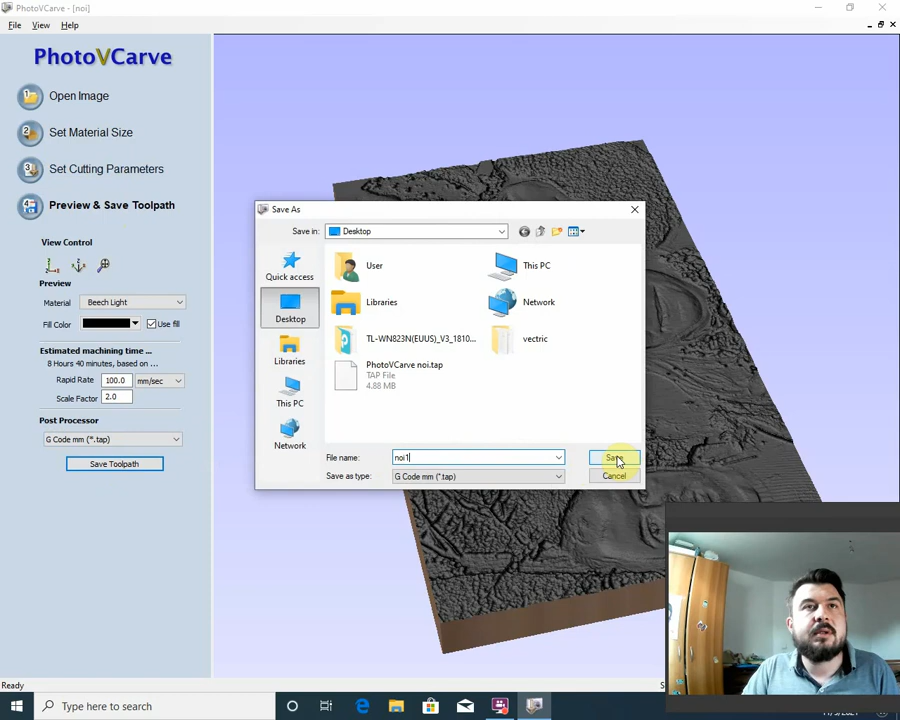 PhotoVCarve - [noi]
File View Help
PhotoVCarve
Open Image
Set Material Size
Set Cutting Parameters
Preview & Save Toolpath
View Control
Preview
Material Beech Light
Fill Color Use fill
Estimated machining time ...
8 Hours 40 minutes, based on ...
Rapid Rate 100.0 mm/sec
Scale Factor 2.0
Post Processor
G Code mm (*.tap)
Save Toolpath
Save As
Save in: Desktop
Quick access
Desktop
Libraries
This PC
Network
User
This PC
Libraries
Network
TL-WN823N(EUUS)_V3_1810...
vectric
PhotoVCarve noi.tap
TAP File
4.88 MB
File name: noi1
Save
Save as type: G Code mm (*.tap)
Cancel
Ready
Type here to search